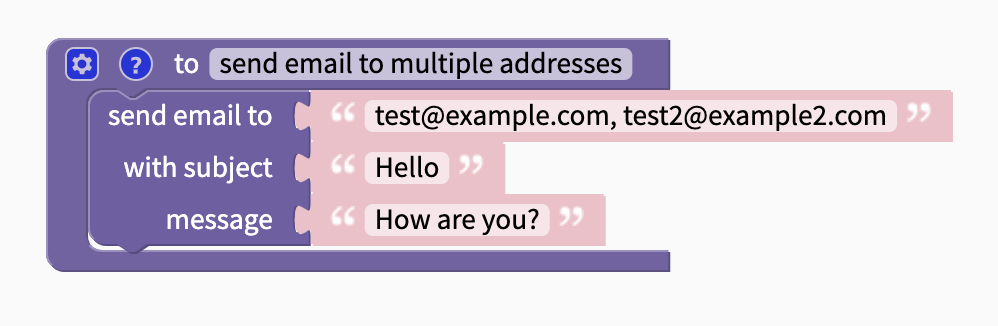 ? to send email to multiple addresses
send email to “ test@example.com, test2@example2.com ”
with subject “ Hello ”
message “ How are you? ”